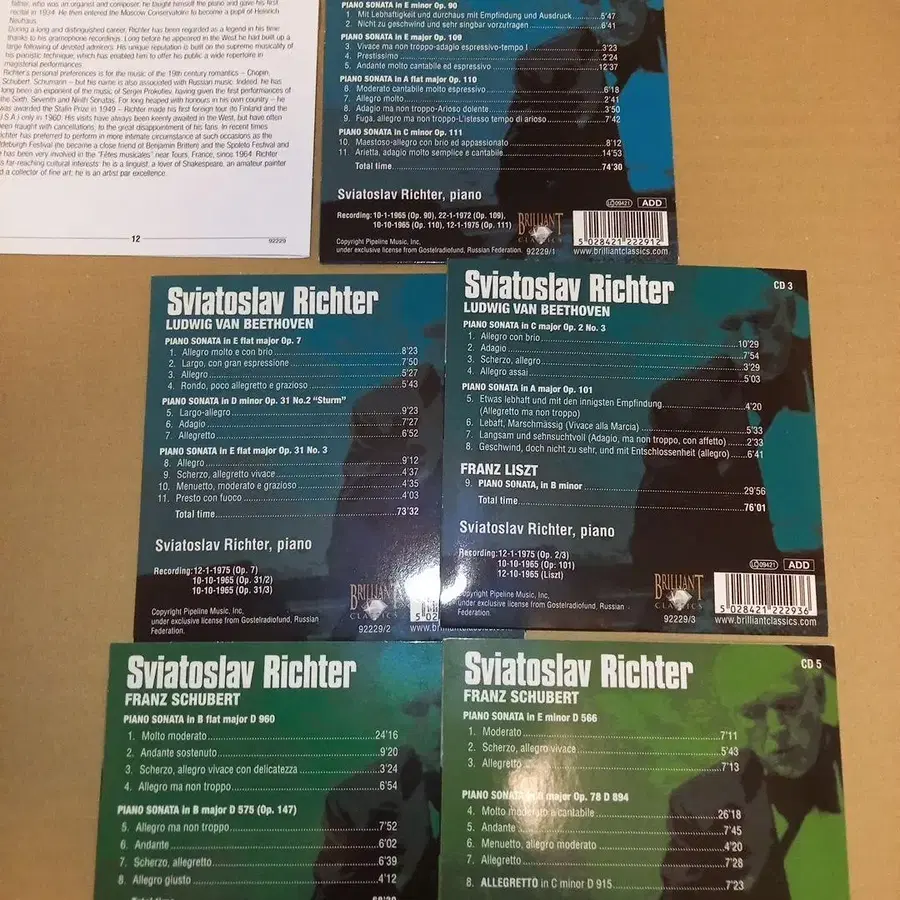 father, who was an organist and composer; he taught himself the piano and gave his first
recital in 1934. He then entered the Moscow Conservatoire to become a pupil of Heinrich
Neuhaus.
During a long and distinguished career, Richter has been regarded as a legend in his time
thanks to his gramophone recordings. Long before he appeared in the West he had built up a
large following of devoted admirers. His unique reputation is built on the supreme musicality of
his pianistic technique, which has enabled him to offer his public a wide repertoire in
magisterial performances.
Richter's personal preferences is for the music of the 19th century romantics – Chopin,
Schubert, Schumann – but his name is also associated with Russian music. Indeed, he has
long been an exponent of the music of Sergei Prokofiev, having given the first performances of
the Sixth, Seventh and Ninth Sonatas. For long heaped with honours in his own country – he
was awarded the Stalin Prize in 1949 – Richter made his first foreign tour (to Finland and the
U.S.A.) only in 1960. His visits have always been keenly awaited in the West, but have often
been fraught with cancellations, to the great disappointment of his fans. In recent times
Richter has preferred to perform in more intimate circumstance at such occasions as the
Aldeburgh Festival (he became a close friend of Benjamin Britten) and the Spoleto Festival and
he has been very involved in the "Fêtes musicales" near Tours, France, since 1964. Richter
has far-reaching cultural interests: he is a linguist, a lover of Shakespeare, an amateur painter
and a collector of fine art; he is an artist par excellence.
12
92229
PIANO SONATA in E minor Op. 90
1. Mit Lebhaftigkeit und durchaus mit Empfindung und Ausdruck 5'47
2. Nicht zu geschwind und sehr singbar vorzutragen 6'41
PIANO SONATA in E major Op. 109
3. Vivace ma non troppo-adagio espressivo-tempo I 3'23
4. Prestissimo 2'24
5. Andante molto cantabile ed espressivo 12'37
PIANO SONATA in A flat major Op. 110
6. Moderato cantabile molto espressivo 6'18
7. Allegro molto 2'41
8. Adagio ma non troppo-Arioso dolente 3'50
9. Fuga, allegro ma non troppo-L'istesso tempo di arioso 7'42
PIANO SONATA in C minor Op. 111
10. Maestoso-allegro con brio ed appassionato 8'12
11 Arietta, adagio molto semplice e cantabile 14'53
Total time 74'30
Sviatoslav Richter, piano
Recording: 10-1-1965 (Op. 90), 22-1-1972 (Op. 109),
10-10-1965 (Op. 110), 12-1-1975 (Op. 111)
Copyright Pipeline Music, Inc,
under exclusive license from Gostelradiofund, Russian Federation.
BRILLIANT
CLASSICS
92229/1
LC 09421 ADD
5 028421 222912
www.brilliantclassics.com
Sviatoslav Richter
LUDWIG VAN BEETHOVEN
PIANO SONATA in E flat major Op. 7
1. Allegro molto e con brio 8'23
2. Largo, con gran espressione 7'50
3. Allegro 5'27
4. Rondo, poco allegretto e grazioso 5'43
PIANO SONATA in D minor Op. 31 No.2 "Sturm"
5. Largo-allegro 9'23
6. Adagio 7'27
7. Allegretto 6'52
PIANO SONATA in E flat major Op. 31 No. 3
8. Allegro 9'12
9. Scherzo, allegretto vivace 4'37
10. Menuetto, moderato e grazioso 4'35
11. Presto con fuoco 4'03
Total time 73'32
Sviatoslav Richter, piano
Recording:12-1-1975 (Op. 7)
10-10-1965 (Op. 31/2)
10-10-1965 (Op. 31/3)
Copyright Pipeline Music, Inc,
under exclusive license from Gostelradiofund, Russian
Federation.
BRILLIANT
CLASSICS
92229/2
Sviatoslav Richter
CD 3
LUDWIG VAN BEETHOVEN
PIANO SONATA in C major Op. 2 No. 3
1. Allegro con brio 10'29
2. Adagio 7'54
3. Scherzo, allegro 3'29
4. Allegro assai 5'03
PIANO SONATA in A major Op. 101
5. Etwas lebhaft und mit den innigsten Empfindung
(Allegretto ma non troppo) 4'20
6. Lebaft, Marschmässig (Vivace alla Marcia) 5'33
7. Langsam und sehnsuchtvoll (Adagio, ma non troppo, con affetto) 2'33
8. Geschwind, doch nicht zu sehr, und mit Entschlossenheit (allegro) 6'41
FRANZ LISZT
9. PIANO SONATA, in B minor 29'56
Total time 76'01
Sviatoslav Richter, piano
Recording:12-1-1975 (Op. 2/3)
10-10-1965 (Op: 101)
12-10-1965 (Liszt)
Copyright Pipeline Music, Inc,
under exclusive license from Gostelradiofund, Russian
Federation.
BRILLIANT
CLASSICS
92229/3
LC 09421 ADD
5 028421 222936
www.brilliantclassics.com
Sviatoslav Richter
FRANZ SCHUBERT
PIANO SONATA in B flat major D 960
1. Molto moderato 24'16
2. Andante sostenuto 9'20
3. Scherzo, allegro vivace con delicatezza 3'24
4. Allegro ma non troppo 6'54
PIANO SONATA in B major D 575 (Op. 147)
5. Allegro ma non troppo 7'52
6. Andante 6'02
7. Scherzo, allegretto 6'39
8. Allegro giusto 4'12
Sviatoslav Richter
CD 5
FRANZ SCHUBERT
PIANO SONATA in E minor D 566
1. Moderato 7'11
2. Scherzo, allegro vivace 5'43
3. Allegretto 7'13
PIANO major Op. 78 D 894
4. Molto moderato a cantabile 26'18
5. Andante 7'45
6. Menuetto, allegro moderato 4'20
7. Allegretto 7'28
8. ALLEGRETTO in C minor D 915 7'23